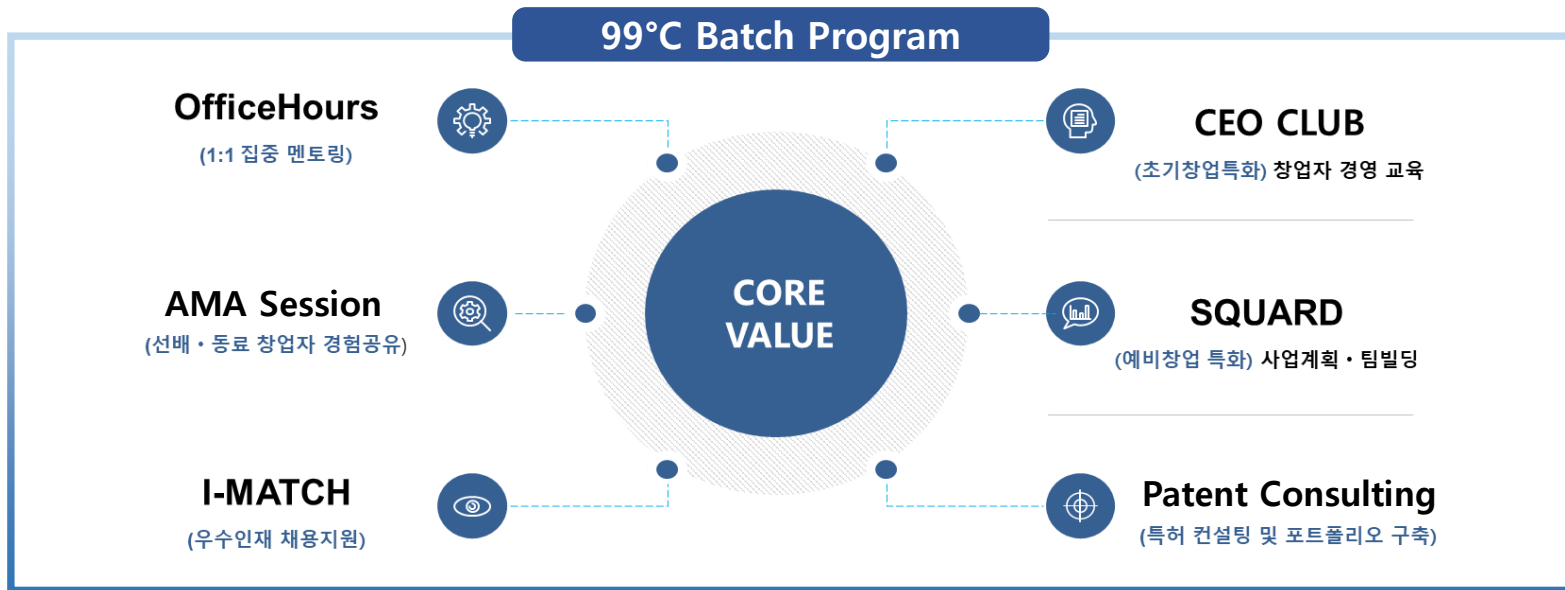 99°C Batch Program
OfficeHours
(1:1 집중 멘토링)
AMA Session
(선배・동료 창업자 경험공유)
I-MATCH
(우수인재 채용지원)
CORE
VALUE
CEO CLUB
(초기창업특화) 창업자 경영 교육
SQUARD
(예비창업 특화) 사업계획・팀빌딩
Patent Consulting
(특허 컨설팅 및 포트폴리오 구축)